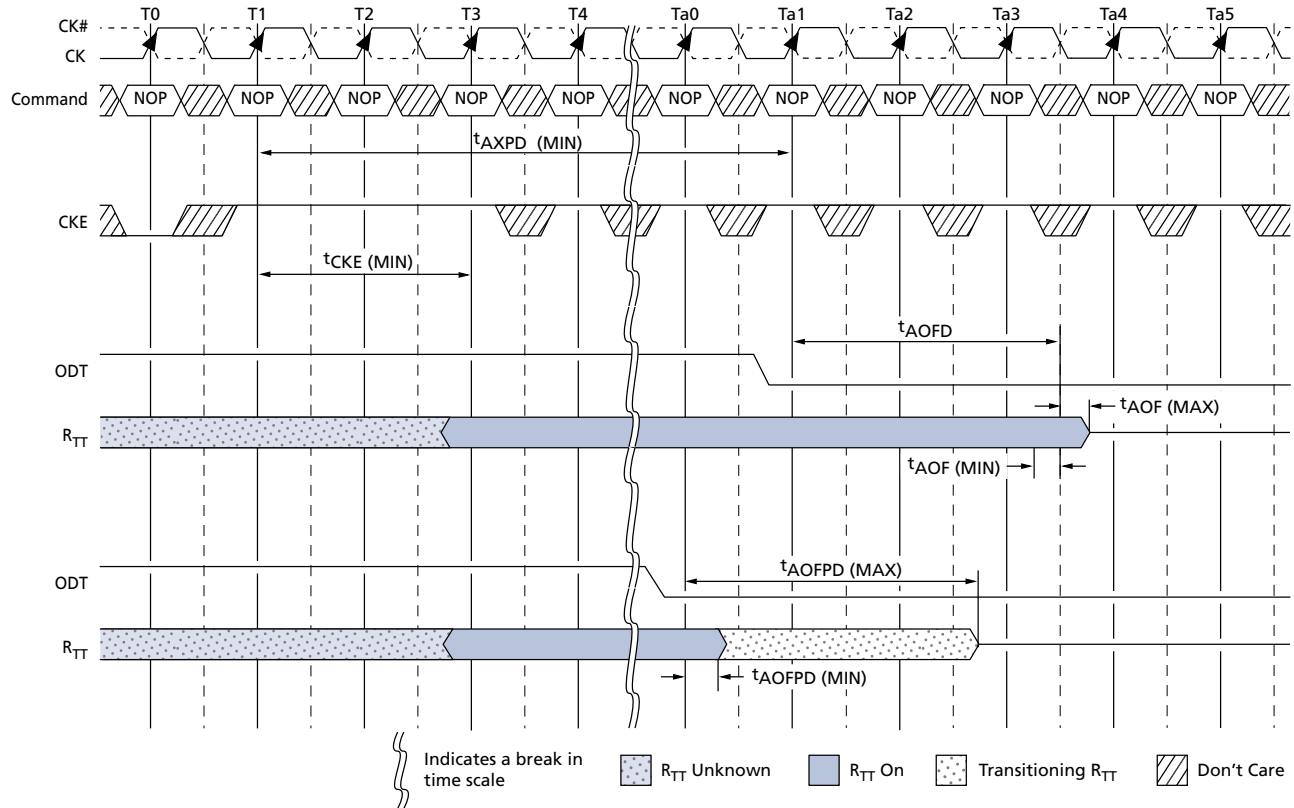 T0 T1 T2 T3 T4 Ta0 Ta1 Ta2 Ta3 Ta4 Ta5
CK#
CK
Command NOP NOP NOP NOP NOP NOP NOP NOP NOP NOP NOP
tAXPD (MIN)
CKE
tCKE (MIN)
tAOFD
ODT
tAOF (MAX)
RTT
tAOF (MIN)
ODT
tAOFPD (MAX)
RTT
tAOFPD (MIN)
Indicates a break in
time scale
RTT Unknown
RTT On
Transitioning RTT
Don't Care